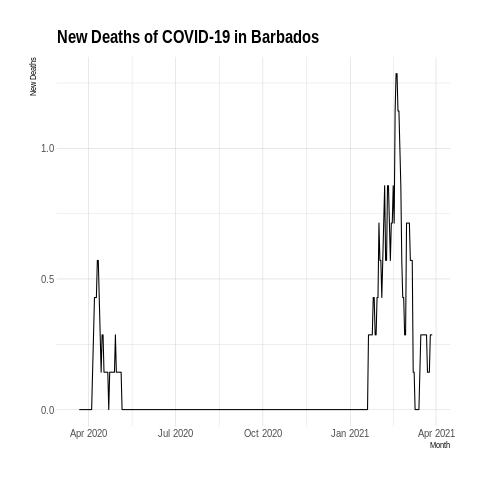 New Deaths of COVID-19 in Barbados
New Deaths
1.0
0.5
0.0
Apr 2020
Jul 2020
Oct 2020
Jan 2021
Apr 2021
Month